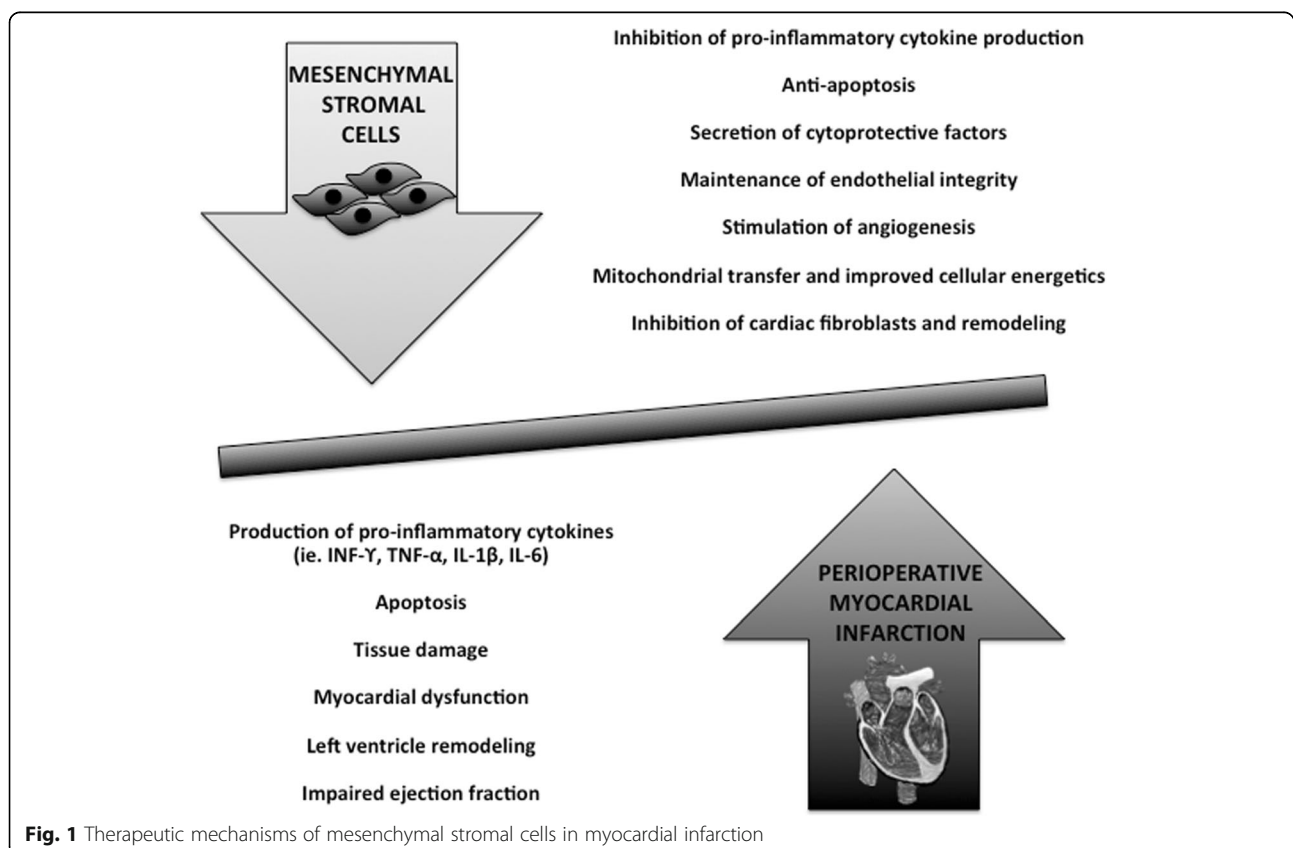 MESENCHYMAL
STROMAL
CELLS
Inhibition of pro-inflammatory cytokine production
Anti-apoptosis
Secretion of cytoprotective factors
Maintenance of endothelial integrity
Stimulation of angiogenesis
Mitochondrial transfer and improved cellular energetics
Inhibition of cardiac fibroblasts and remodeling
Production of pro-inflammatory cytokines
(ie. INF-ϒ, TNF-α, IL-1β, IL-6)
Apoptosis
Tissue damage
Myocardial dysfunction
Left ventricle remodeling
Impaired ejection fraction
PERIOPERATIVE
MYOCARDIAL
INFARCTION
Fig. 1 Therapeutic mechanisms of mesenchymal stromal cells in myocardial infarction